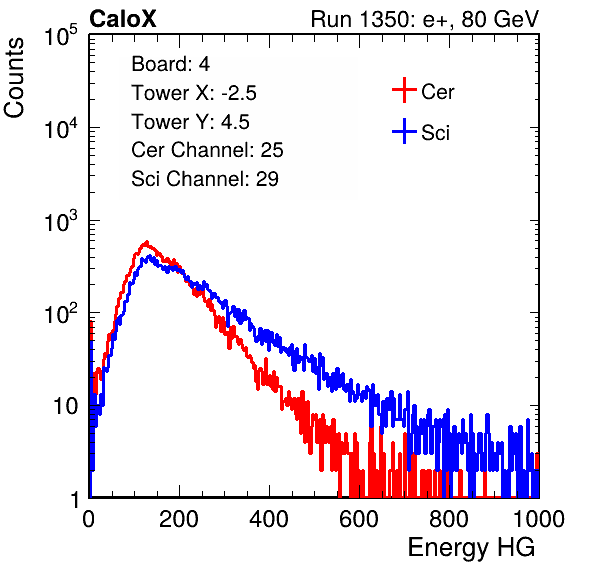 CaloX Run 1350: e+, 80 GeV
Counts
10^5
10^4
10^3
10^2
10
1
Board: 4
Tower X: -2.5
Tower Y: 4.5
Cer Channel: 25
Sci Channel: 29
Cer
Sci
0 200 400 600 800 1000
Energy HG